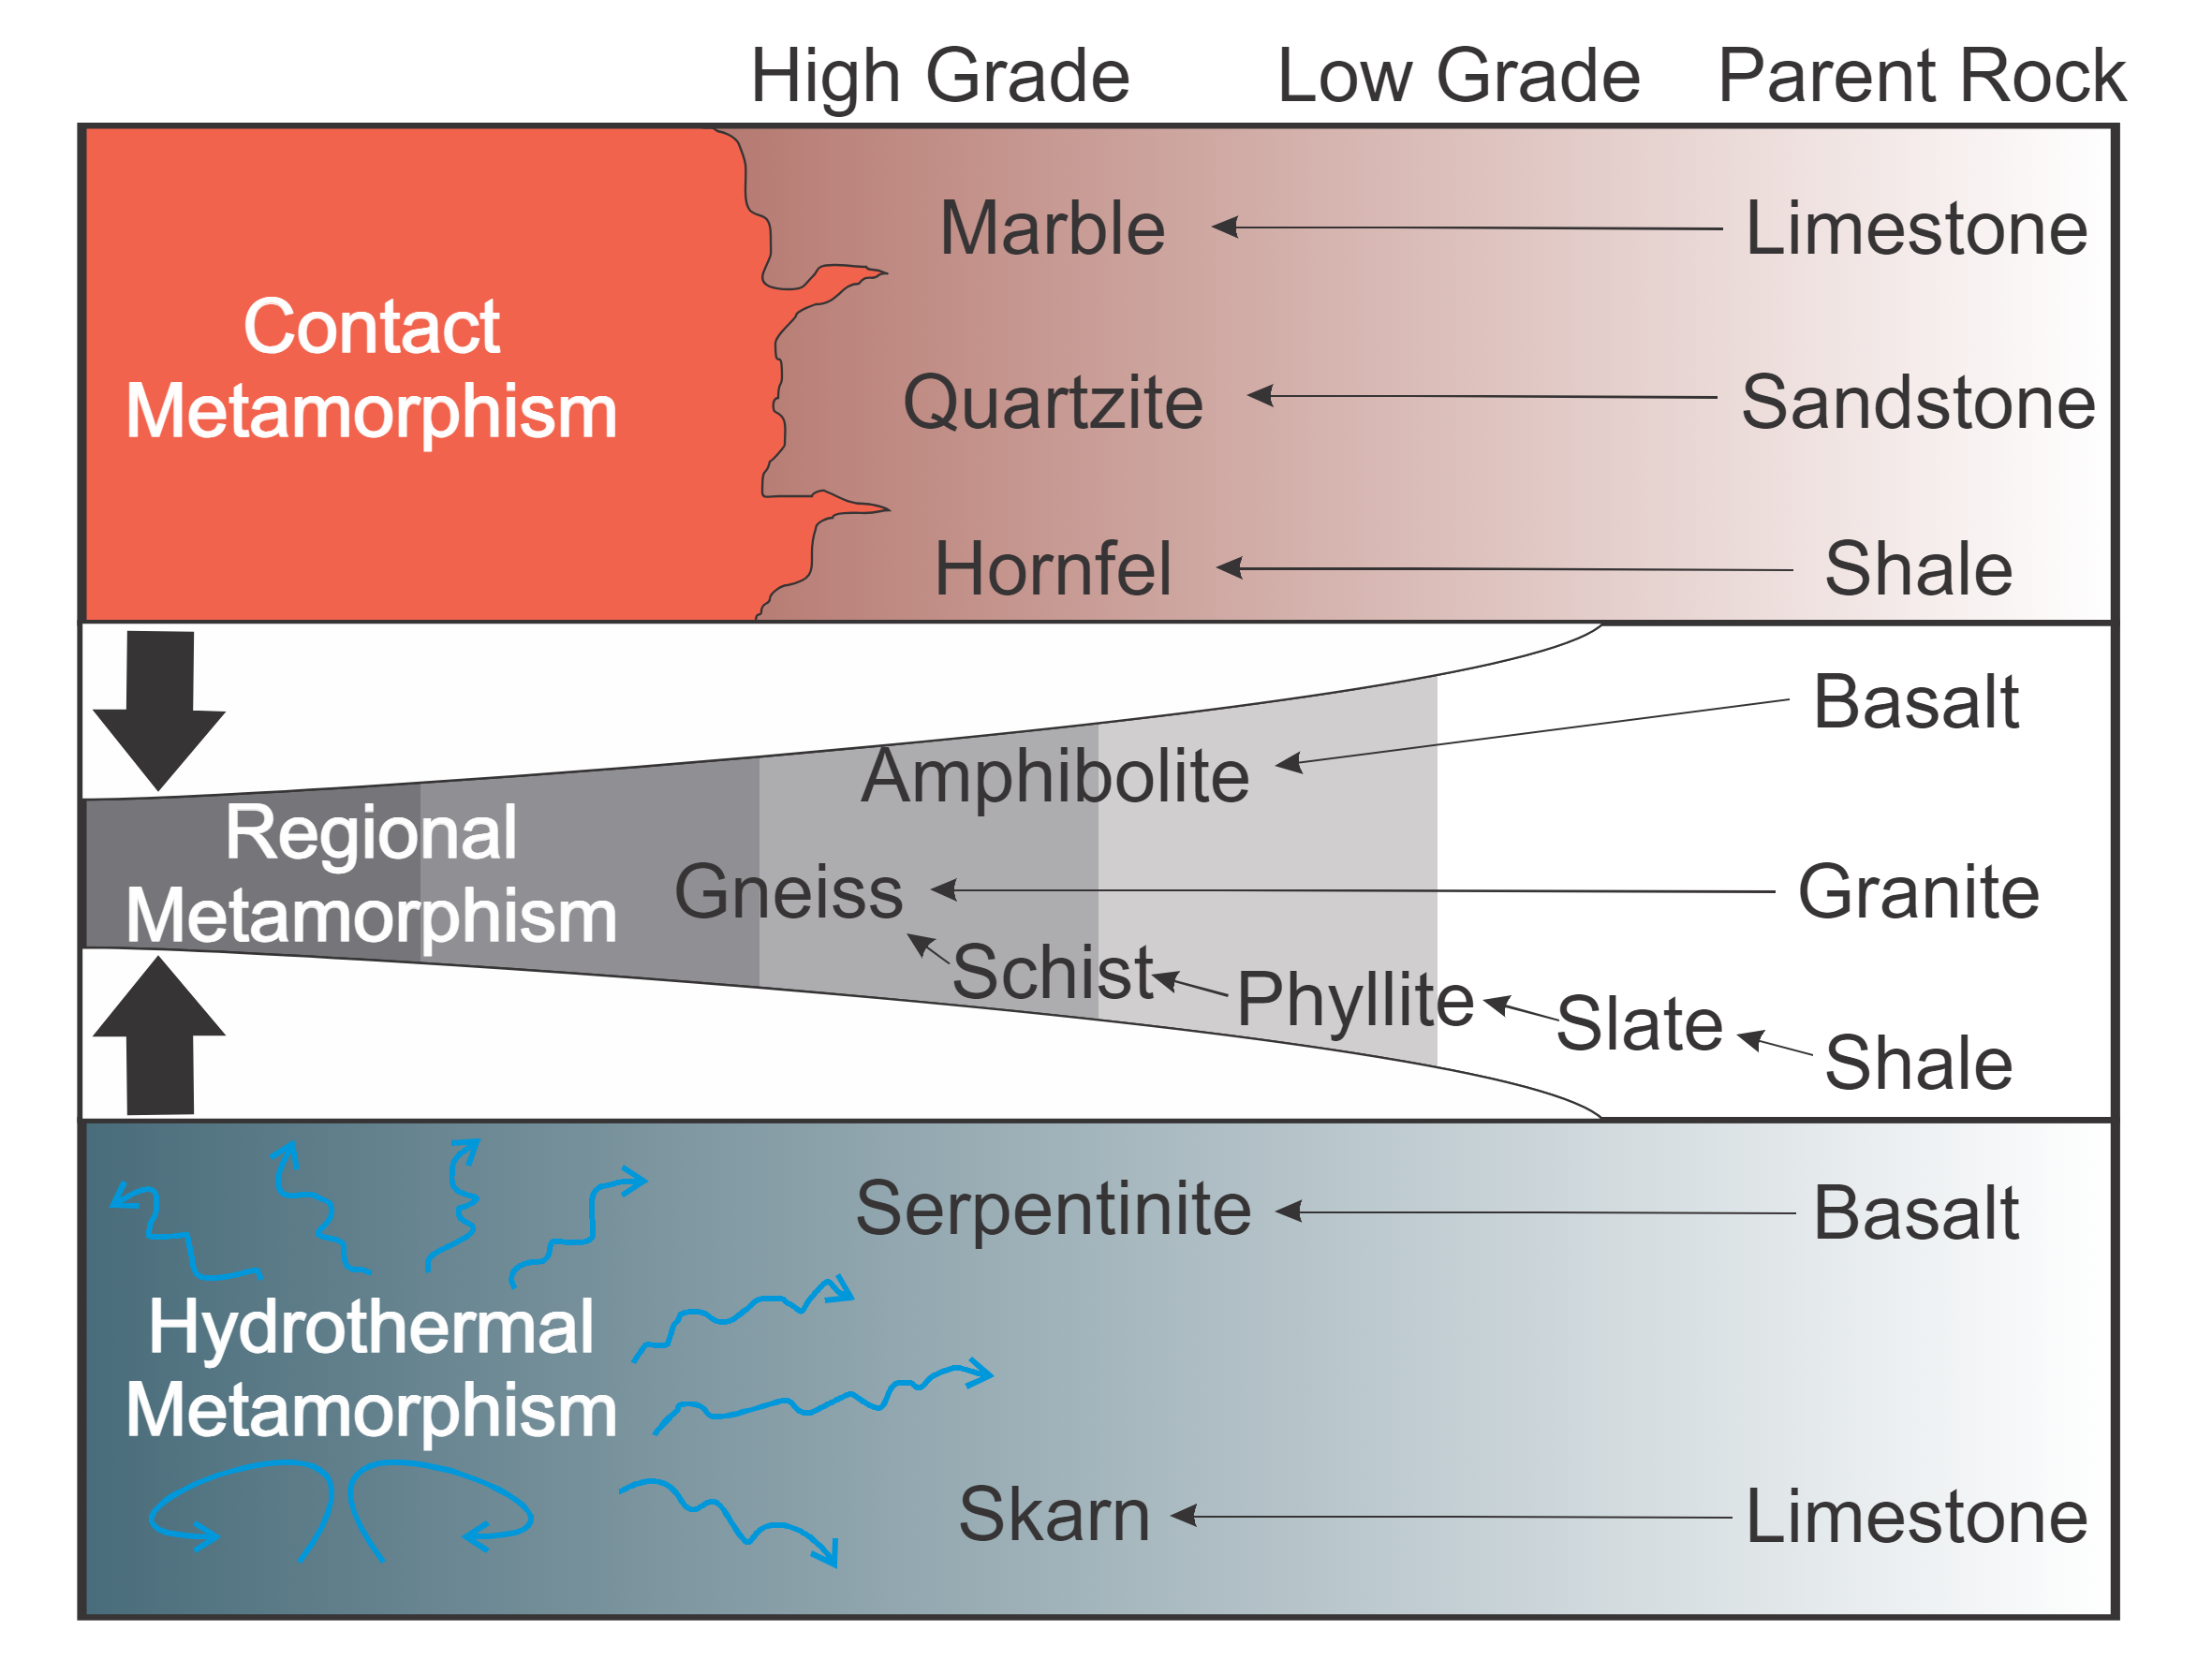 High Grade Low Grade Parent Rock
Contact
Metamorphism
Marble Limestone
Quartzite Sandstone
Hornfel Shale
Regional
Metamorphism
Basalt
Amphibolite
Gneiss Granite
Schist Phyllite Slate Shale
Hydrothermal
Metamorphism
Serpentinite Basalt
Skarn Limestone